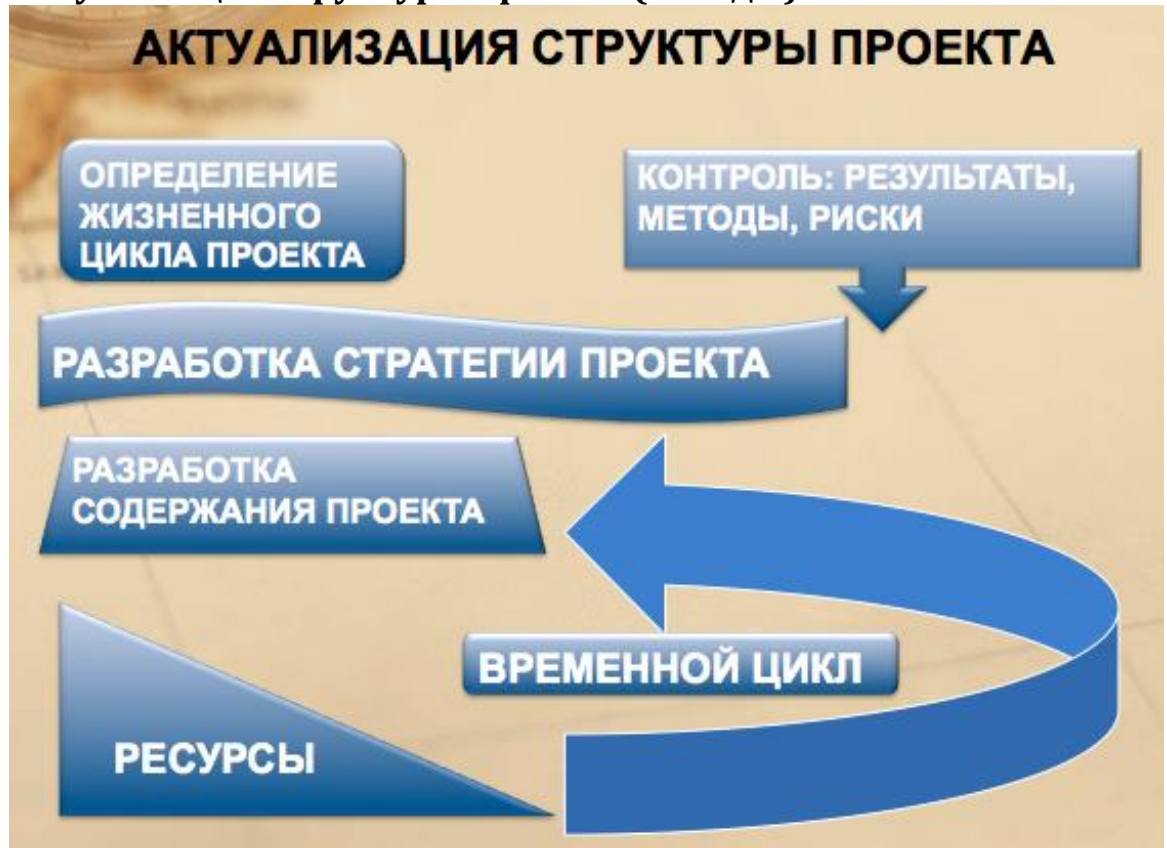 АКТУАЛИЗАЦИЯ СТРУКТУРЫ ПРОЕКТА
ОПРЕДЕЛЕНИЕ
ЖИЗНЕННОГО
ЦИКЛА ПРОЕКТА
КОНТРОЛЬ: РЕЗУЛЬТАТЫ,
МЕТОДЫ, РИСКИ
РАЗРАБОТКА СТРАТЕГИИ ПРОЕКТА
РАЗРАБОТКА
СОДЕРЖАНИЯ ПРОЕКТА
ВРЕМЕННОЙ ЦИКЛ
РЕСУРСЫ